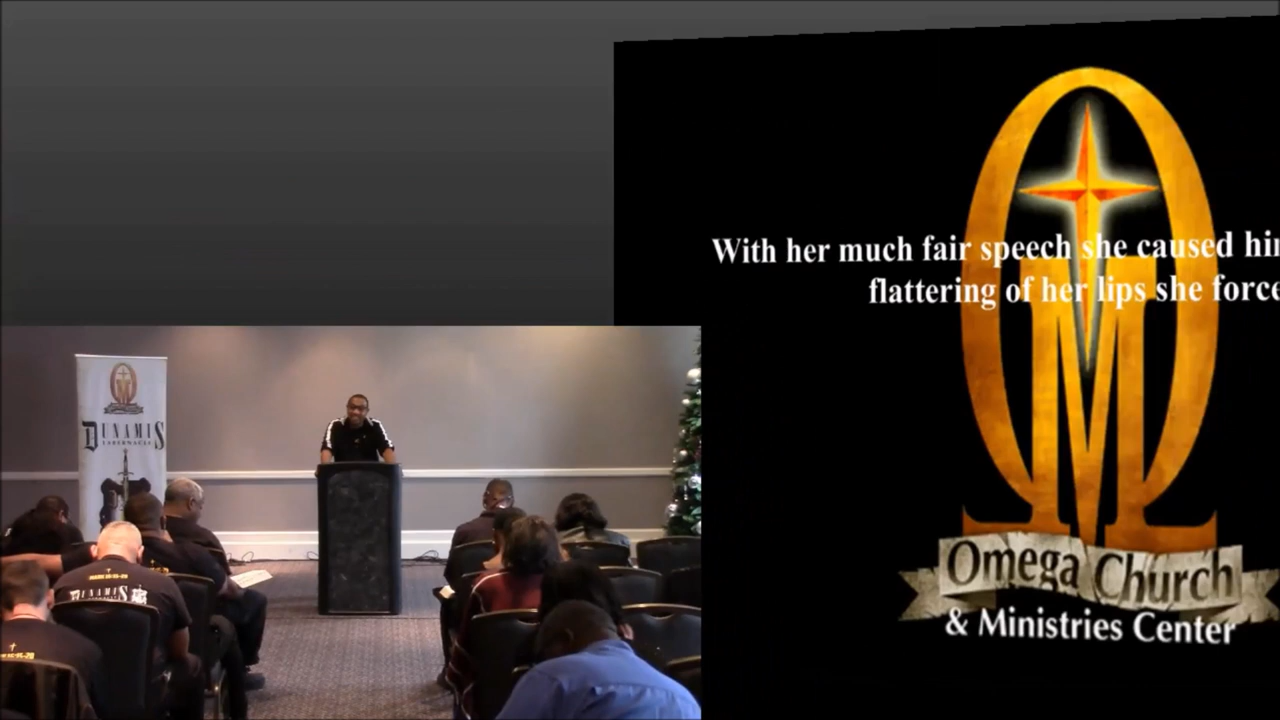 With her much fair speech she caused hi
flattering of her lips she force
Omega Church
& Ministries Center
DUNAMIS
DUNAMIS